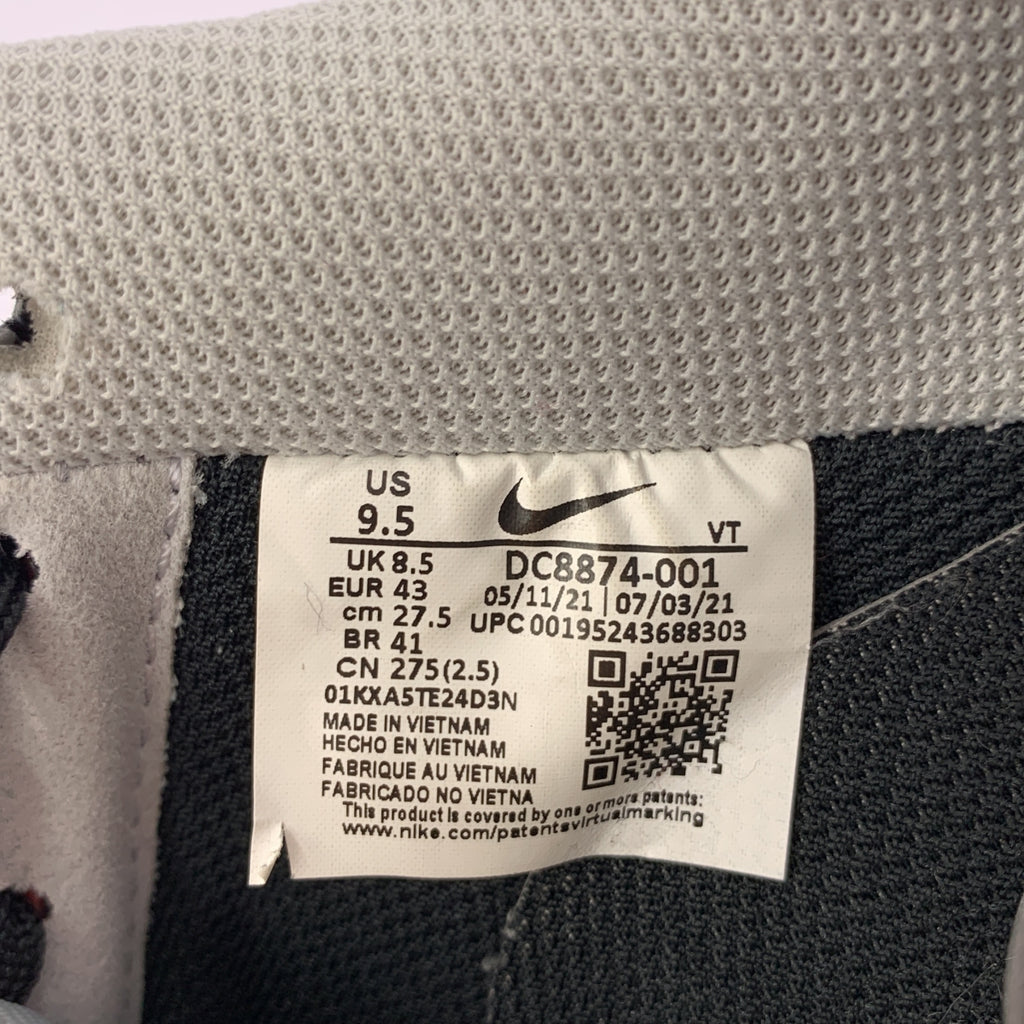 US
9.5
VT
UK 8.5
EUR 43
cm 27.5
BR 41
CN 275(2.5)
DC8874-001
05/11/21 | 07/03/21
UPC 00195243688303
01KXA5TE24D3N
MADE IN VIETNAM
HECHO EN VIETNAM
FABRIQUE AU VIETNAM
FABRICADO NO VIETNA
This product is covered by one or more patents:
www.nike.com/patentsvirtualmarking